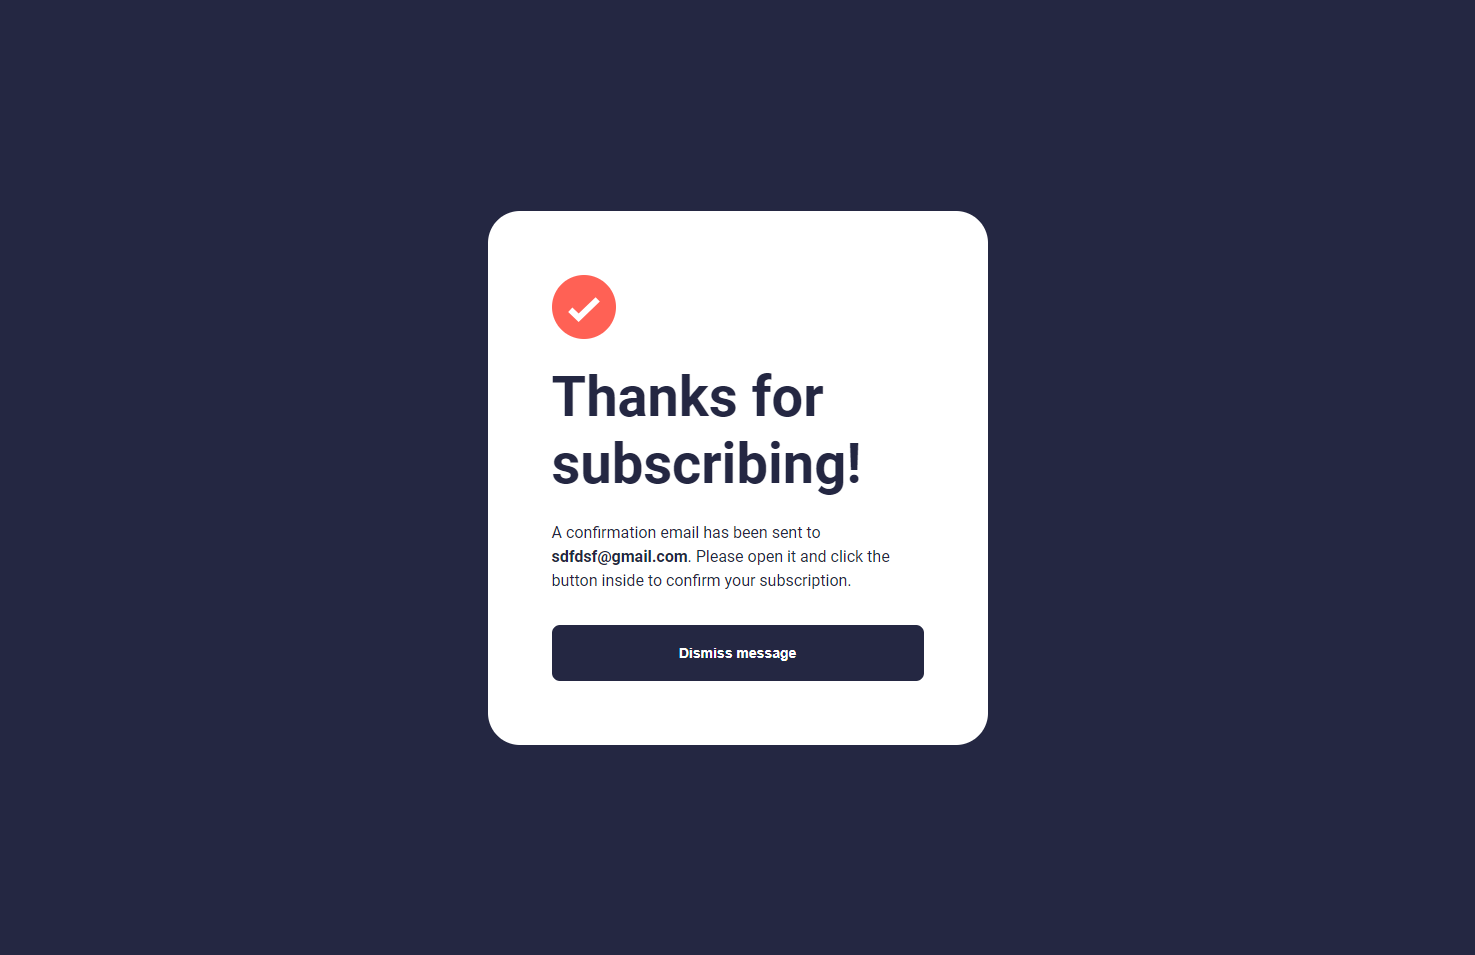 Thanks for
subscribing!
A confirmation email has been sent to
sdfdsf@gmail.com. Please open it and click the
button inside to confirm your subscription.
Dismiss message